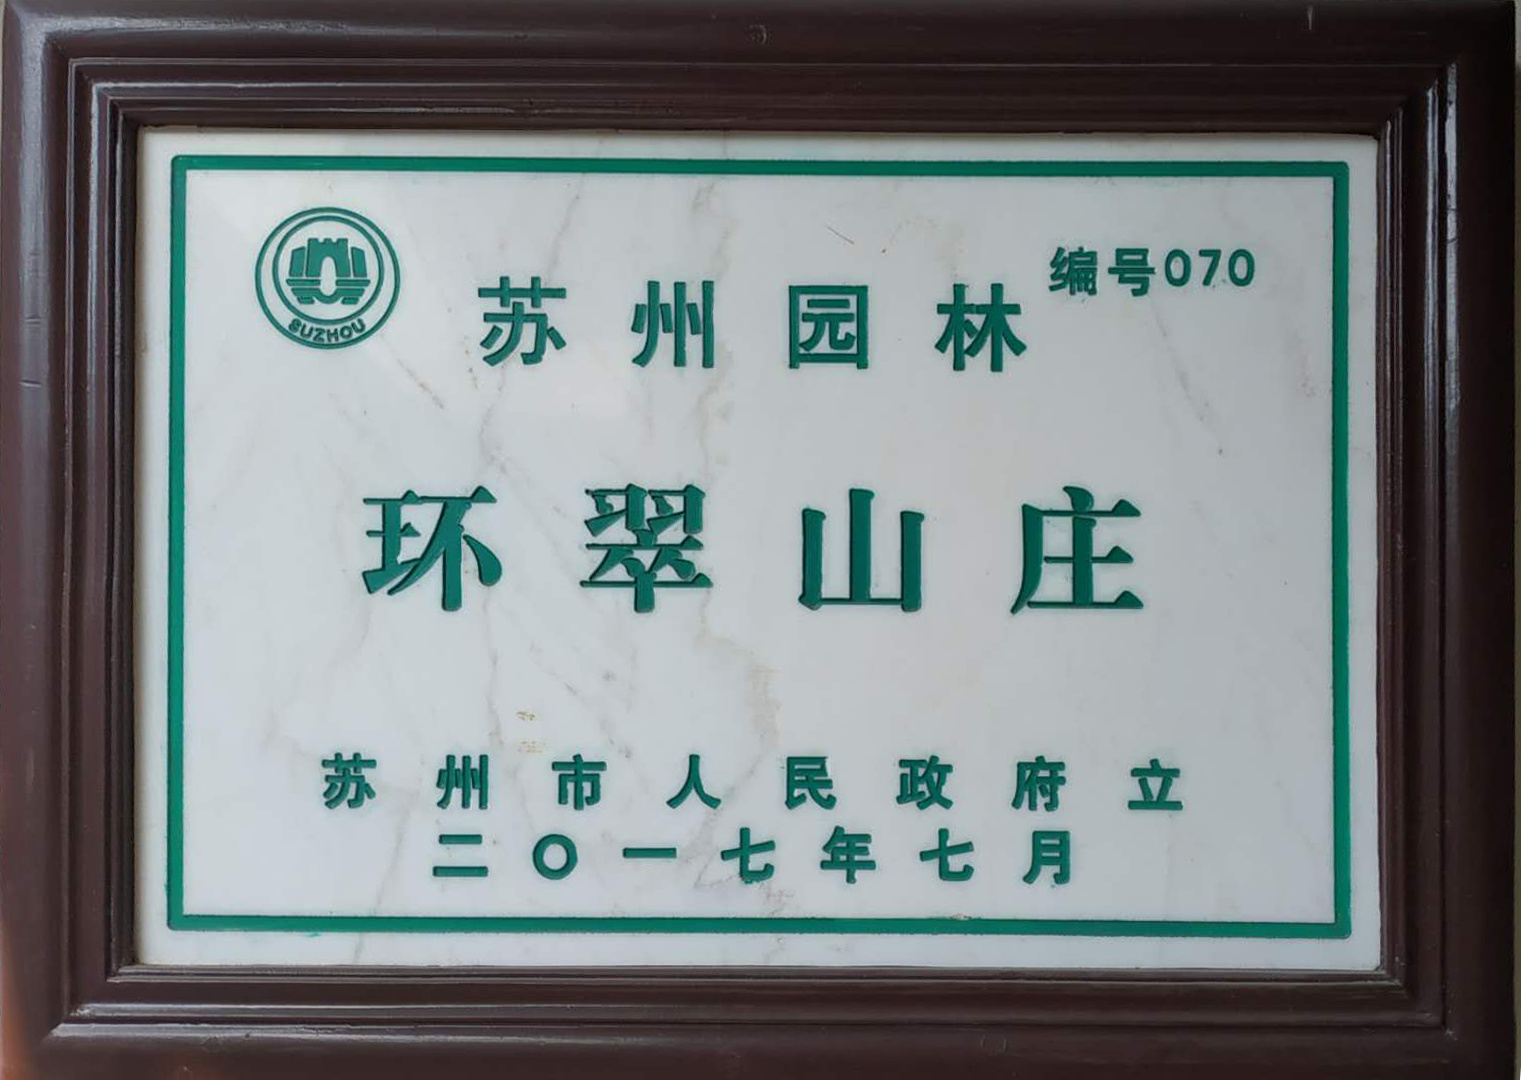 SUZHOU
编号070
苏州园林
环翠山庄
苏州市人民政府立
二〇一七年七月